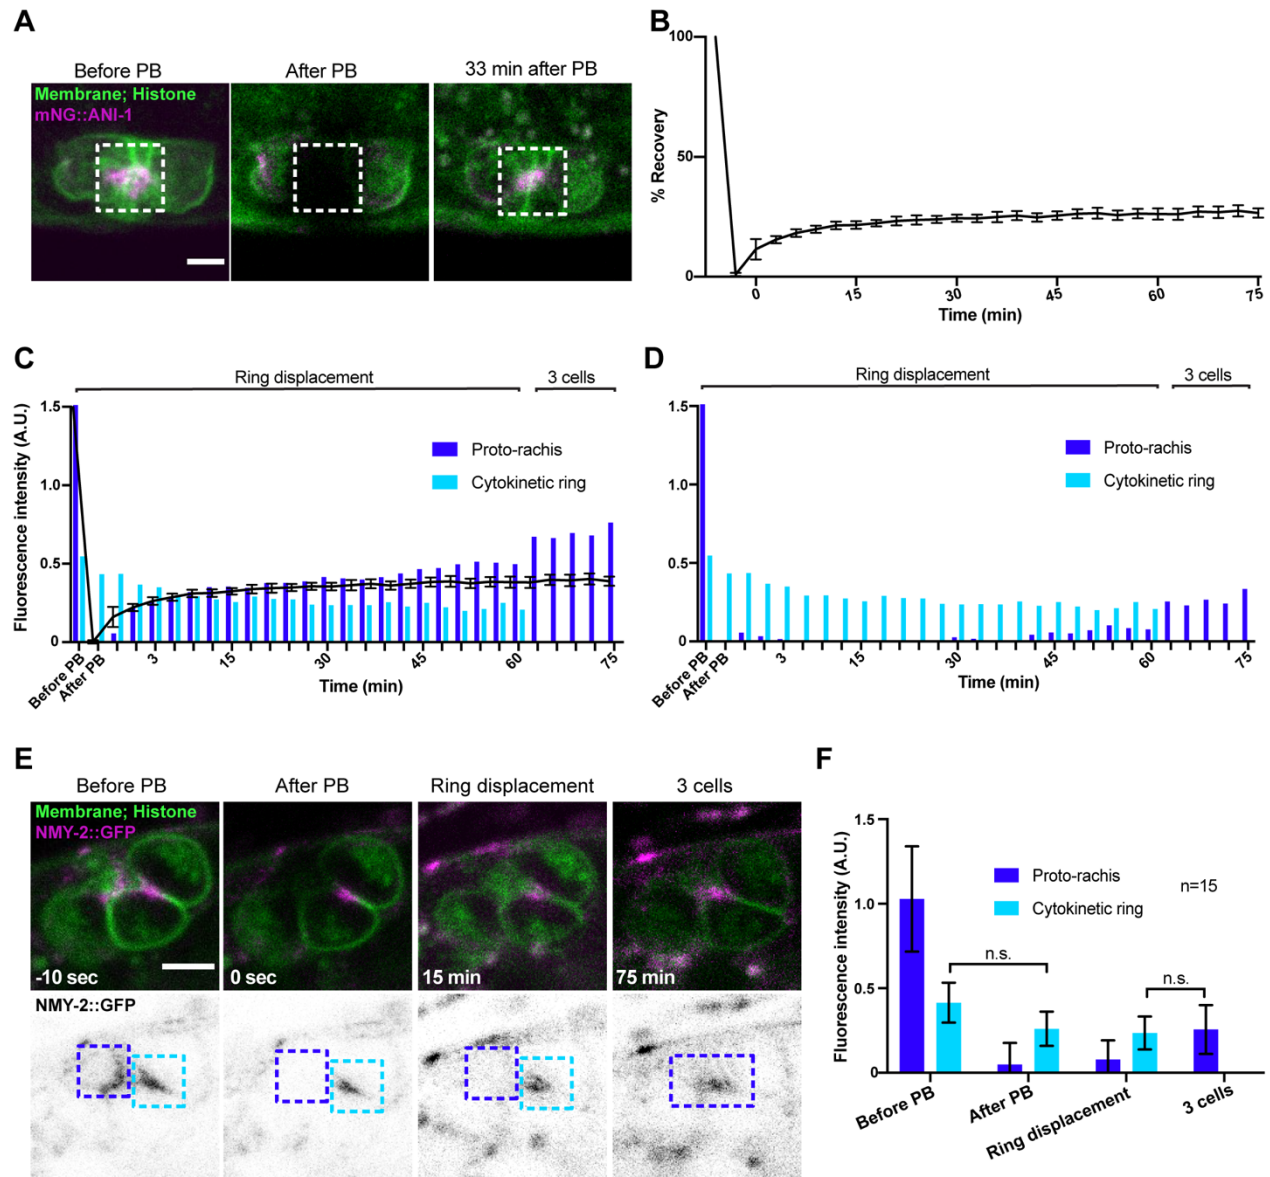 A
Before PB
After PB
33 min after PB
Membrane; Histone
mNG::ANI-1
B
100
50
0
% Recovery
0
15
30
45
60
75
Time (min)
C
Ring displacement
3 cells
1.5
1.0
0.5
0
Fluorescence intensity (A.U.)
Proto-rachis
Cytokinetic ring
Before PB
After PB
3
15
30
45
60
75
Time (min)
D
Ring displacement
3 cells
1.5
1.0
0.5
0
Proto-rachis
Cytokinetic ring
Before PB
After PB
3
15
30
45
60
75
Time (min)
E
Before PB
After PB
Ring displacement
3 cells
Membrane; Histone
NMY-2::GFP
-10 sec
0 sec
15 min
75 min
NMY-2::GFP
F
1.5
1.0
0.5
0
Fluorescence intensity (A.U.)
Proto-rachis
Cytokinetic ring
n=15
n.s.
n.s.
Before PB
After PB
Ring displacement
3 cells